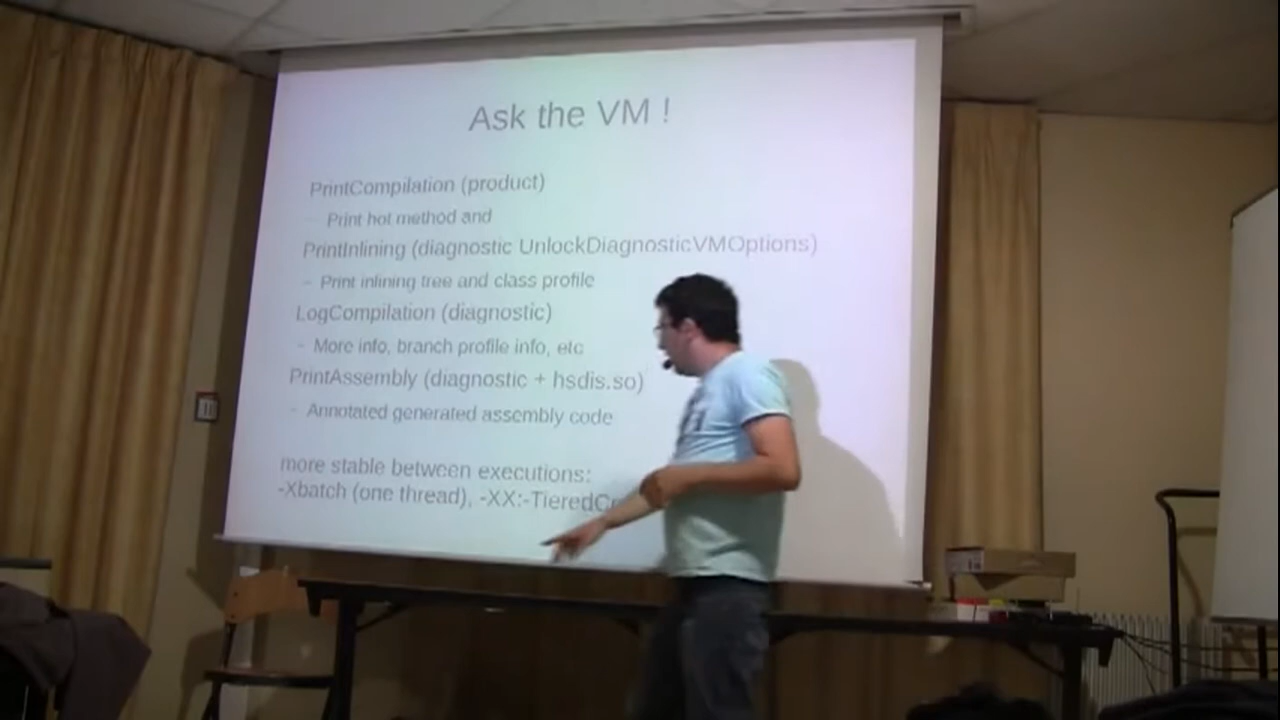 Ask the VM !
PrintCompilation (product)
– Print hot method and
PrintInlining (diagnostic UnlockDiagnosticVMOptions)
– Print inlining tree and class profile
LogCompilation (diagnostic)
– More info, branch profile info, etc
PrintAssembly (diagnostic + hsdis.so)
– Annotated generated assembly code
more stable between executions:
-Xbatch (one thread), -XX:-TieredC